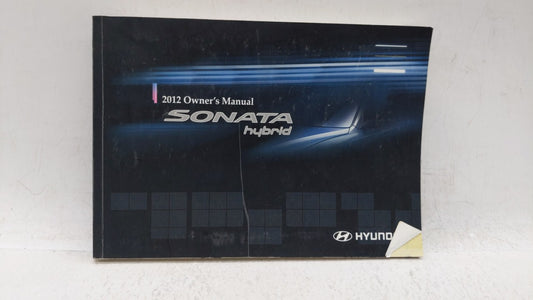 2012 Owner's Manual
SONATA
hybrid
HYUND